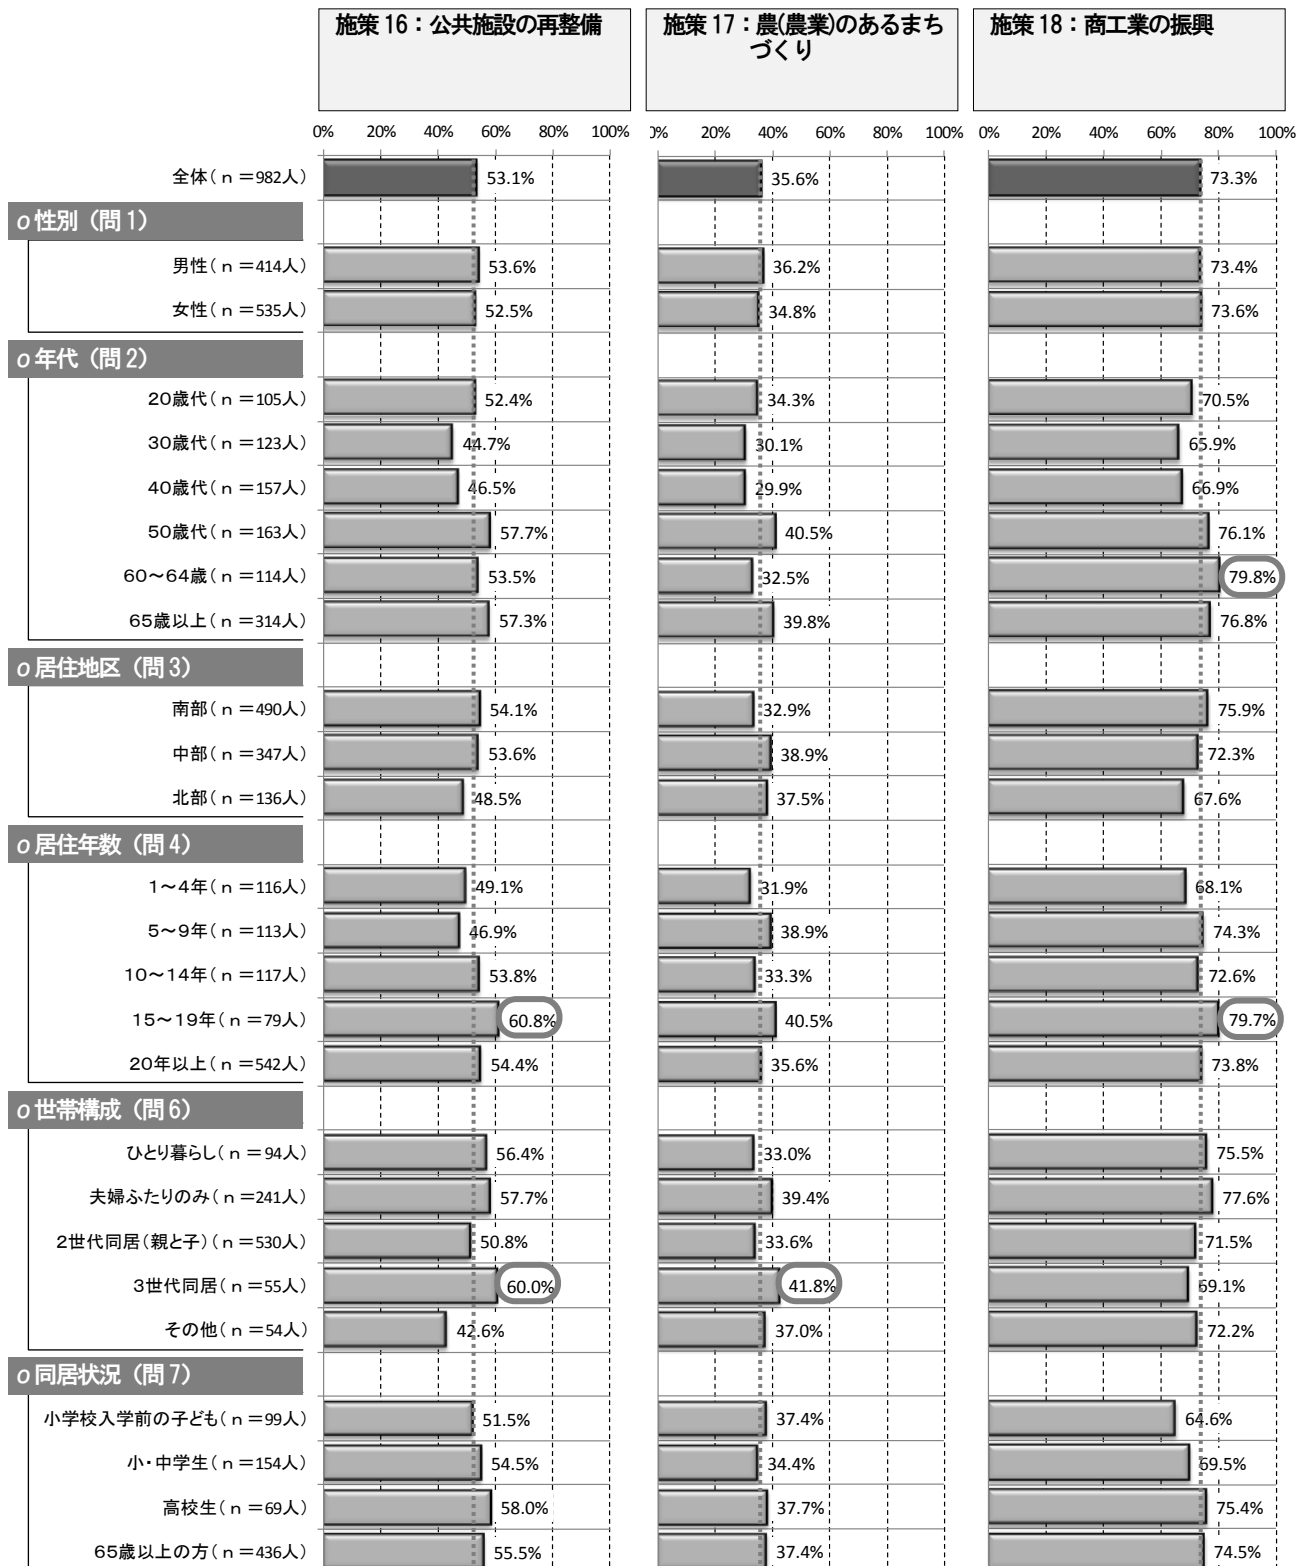 施策16：公共施設の再整備
施策17：農(農業)のあるまち
づくり
施策18：商工業の振興
0% 20% 40% 60% 80% 100%
0% 20% 40% 60% 80% 100%
0% 20% 40% 60% 80% 100%
全体(ｎ=982人) 53.1% 35.6% 73.3%
o性別（問1）
男性(ｎ=414人) 53.6% 36.2% 73.4%
女性(ｎ=535人) 52.5% 34.8% 73.6%
o年代（問2）
20歳代(ｎ=105人) 52.4% 34.3% 70.5%
30歳代(ｎ=123人) 44.7% 30.1% 65.9%
40歳代(ｎ=157人) 46.5% 29.9% 66.9%
50歳代(ｎ=163人) 57.7% 40.5% 76.1%
60～64歳(ｎ=114人) 53.5% 32.5% 79.8%
65歳以上(ｎ=314人) 57.3% 39.8% 76.8%
o居住地区（問3）
南部(ｎ=490人) 54.1% 32.9% 75.9%
中部(ｎ=347人) 53.6% 38.9% 72.3%
北部(ｎ=136人) 48.5% 37.5% 67.6%
o居住年数（問4）
1～4年(ｎ=116人) 49.1% 31.9% 68.1%
5～9年(ｎ=113人) 46.9% 38.9% 74.3%
10～14年(ｎ=117人) 53.8% 33.3% 72.6%
15～19年(ｎ=79人) 60.8% 40.5% 79.7%
20年以上(ｎ=542人) 54.4% 35.6% 73.8%
o世帯構成（問6）
ひとり暮らし(ｎ=94人) 56.4% 33.0% 75.5%
夫婦ふたりのみ(ｎ=241人) 57.7% 39.4% 77.6%
2世代同居(親と子)(ｎ=530人) 50.8% 33.6% 71.5%
3世代同居(ｎ=55人) 60.0% 41.8% 69.1%
その他(ｎ=54人) 42.6% 37.0% 72.2%
o同居状況（問7）
小学校入学前の子ども(ｎ=99人) 51.5% 37.4% 64.6%
小・中学生(ｎ=154人) 54.5% 34.4% 69.5%
高校生(ｎ=69人) 58.0% 37.7% 75.4%
65歳以上の方(ｎ=436人) 55.5% 37.4% 74.5%